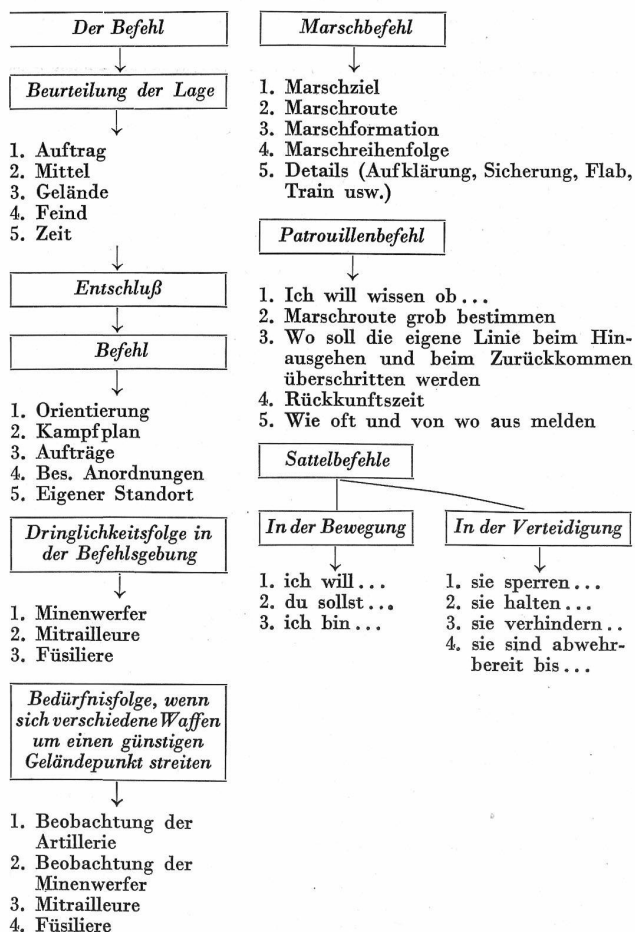 Der Befehl
Beurteilung der Lage
1. Auftrag
2. Mittel
3. Gelände
4. Feind
5. Zeit
Entschluß
Befehl
1. Orientierung
2. Kampfplan
3. Aufträge
4. Bes. Anordnungen
5. Eigener Standort
Dringlichkeitsfolge in
der Befehlsgebung
1. Minenwerfer
2. Mitrailleure
3. Füsiliere
Bedürfnisfolge, wenn
sich verschiedene Waffen
um einen günstigen
Geländepunkt streiten
1. Beobachtung der
Artillerie
2. Beobachtung der
Minenwerfer
3. Mitrailleure
4. Füsiliere
Marschbefehl
1. Marschziel
2. Marschroute
3. Marschformation
4. Marschreihenfolge
5. Details (Aufklärung, Sicherung, Flab,
Train usw.)
Patrouillenbefehl
1. Ich will wissen ob...
2. Marschroute grob bestimmen
3. Wo soll die eigene Linie beim Hin-
ausgehen und beim Zurückkommen
überschritten werden
4. Rückkunftszeit
5. Wie oft und von wo aus melden
Sattelbefehle
In der Bewegung
1. ich will...
2. du sollst...
3. ich bin...
In der Verteidigung
1. sie sperren...
2. sie halten...
3. sie verhindern..
4. sie sind abwehr-
bereit bis...